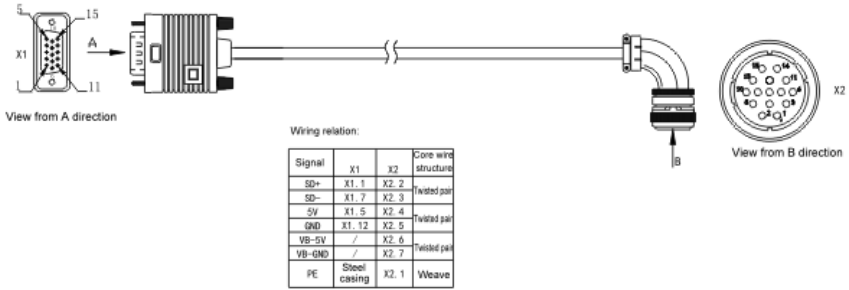 5
15
X1
A
1
11
View from A direction
B
X2
View from B direction
Wiring relation:
Signal X1 X2 Core wire structure
SD+ X1. 1 X2. 2 Twisted pair
SD- X1. 7 X2. 3
5V X1. 5 X2. 4 Twisted pair
GND X1. 12 X2. 5
VB-5V / X2. 6 Twisted pair
VB-GND / X2. 7
PE Steel casing X2. 1 Weave